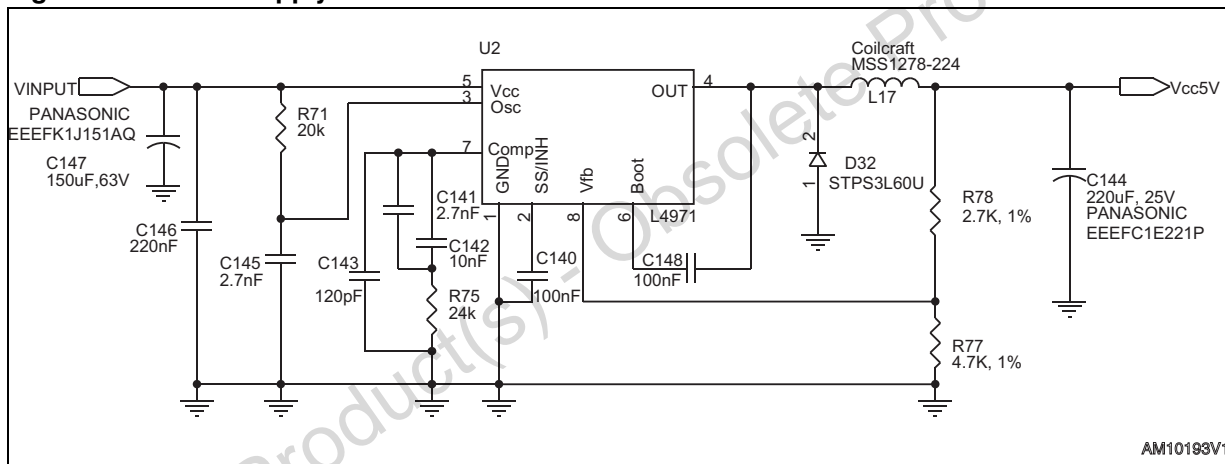 U2
Coilcraft
MSS1278-224
L17
VINPUT
PANASONIC
EEEFK1J151AQ
C147
150uF,63V
R71
20k
5
3
7
Vcc
Osc
Comp
GND
SS/INH
Vfb
Boot
OUT
4
L4971
1
2
8
6
Vcc5V
2
1
D32
STPS3L60U
R78
2.7K, 1%
C144
220uF, 25V
PANASONIC
EEEFC1E221P
C146
220nF
C145
2.7nF
C143
120pF
C141
2.7nF
C142
10nF
R75
24k
C140
100nF
C148
100nF
R77
4.7K, 1%
Product(s) - Obsolete Pro
AM10193V1